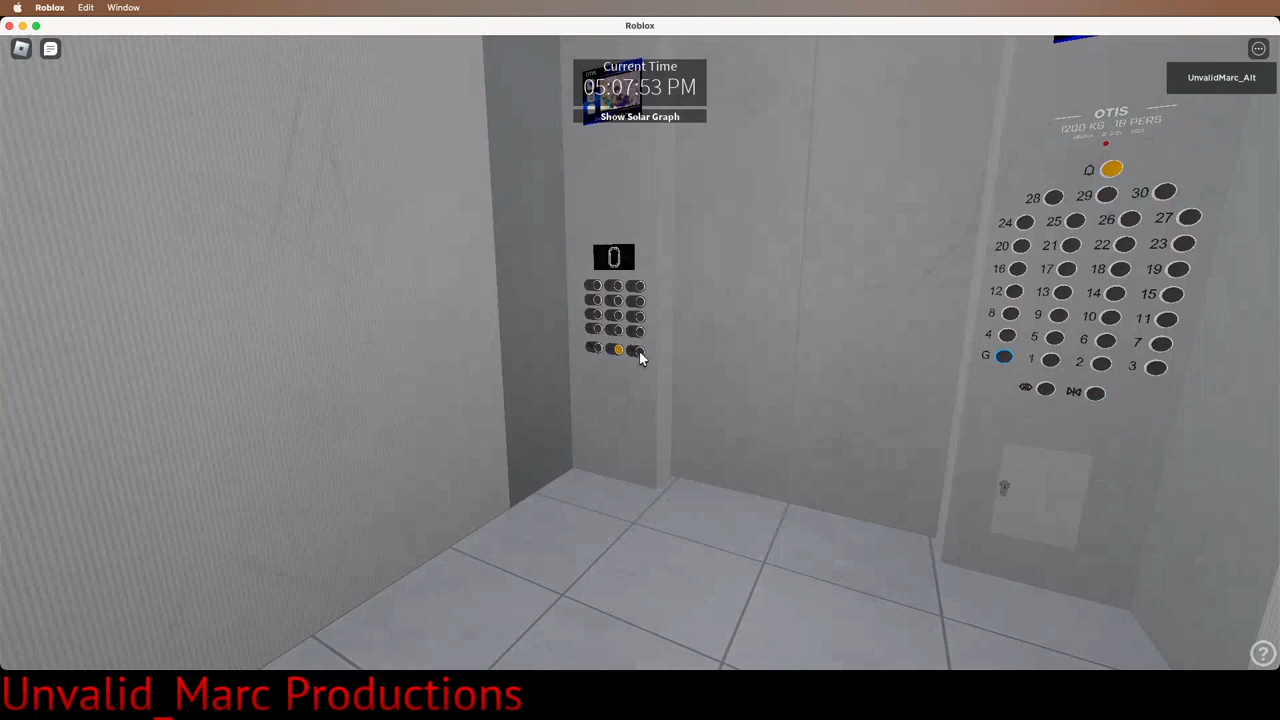 Roblox Edit Window
Roblox
Current Time
05:07:53 PM
Show Solar Graph
UnvalidMarc_Alt
OTIS
1200 KG 16 PERS
28 29 30
24 25 26 27
20 21 22 23
16 17 18 19
12 13 14 15
8 9 10 11
4 5 6 7
G 1 2 3
0
Unvalid_Marc Productions